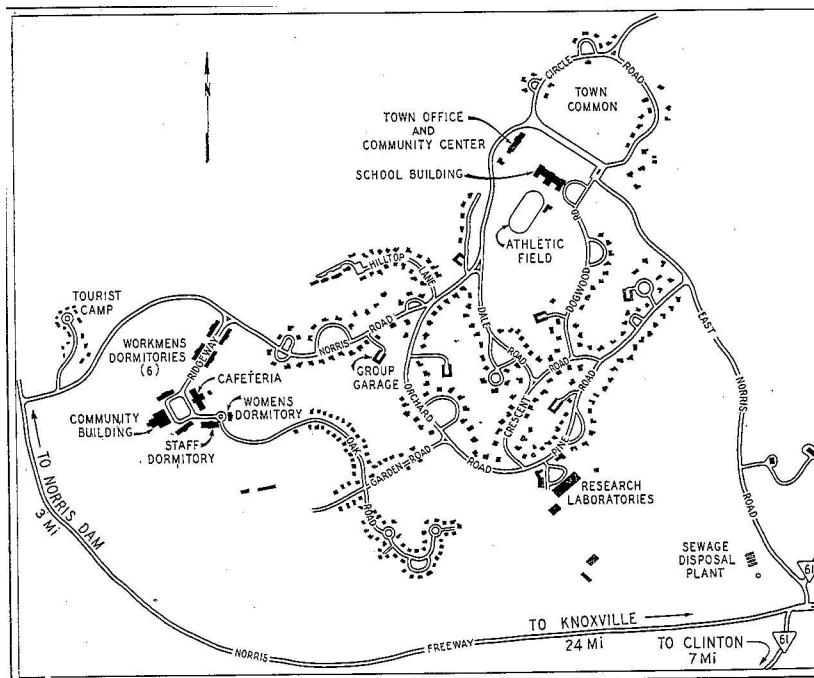 N
CIRCLE
ROAD
TOWN
COMMON
TOWN OFFICE
AND
COMMUNITY CENTER
SCHOOL BUILDING
RD
ATHLETIC
FIELD
DOGWOOD
HILLTOP
LANE
TOURIST
CAMP
WORKMENS
DORMITORIES
(6)
RIDGEWAY
NORRIS
ROAD
DALE
ROAD
ROAD
EAST
NORRIS
ROAD
CAFETERIA
GROUP
GARAGE
ORCHARD
ROAD
CRESCENT
ROAD
PINE
WOMENS
DORMITORY
COMMUNITY
BUILDING
STAFF
DORMITORY
OAK
ROAD
GARDEN ROAD
RESEARCH
LABORATORIES
TO NORRIS DAM
3 Mi
SEWAGE
DISPOSAL
PLANT
61
TO KNOXVILLE
24 Mi
NORRIS
FREEWAY
61
TO CLINTON
7 Mi